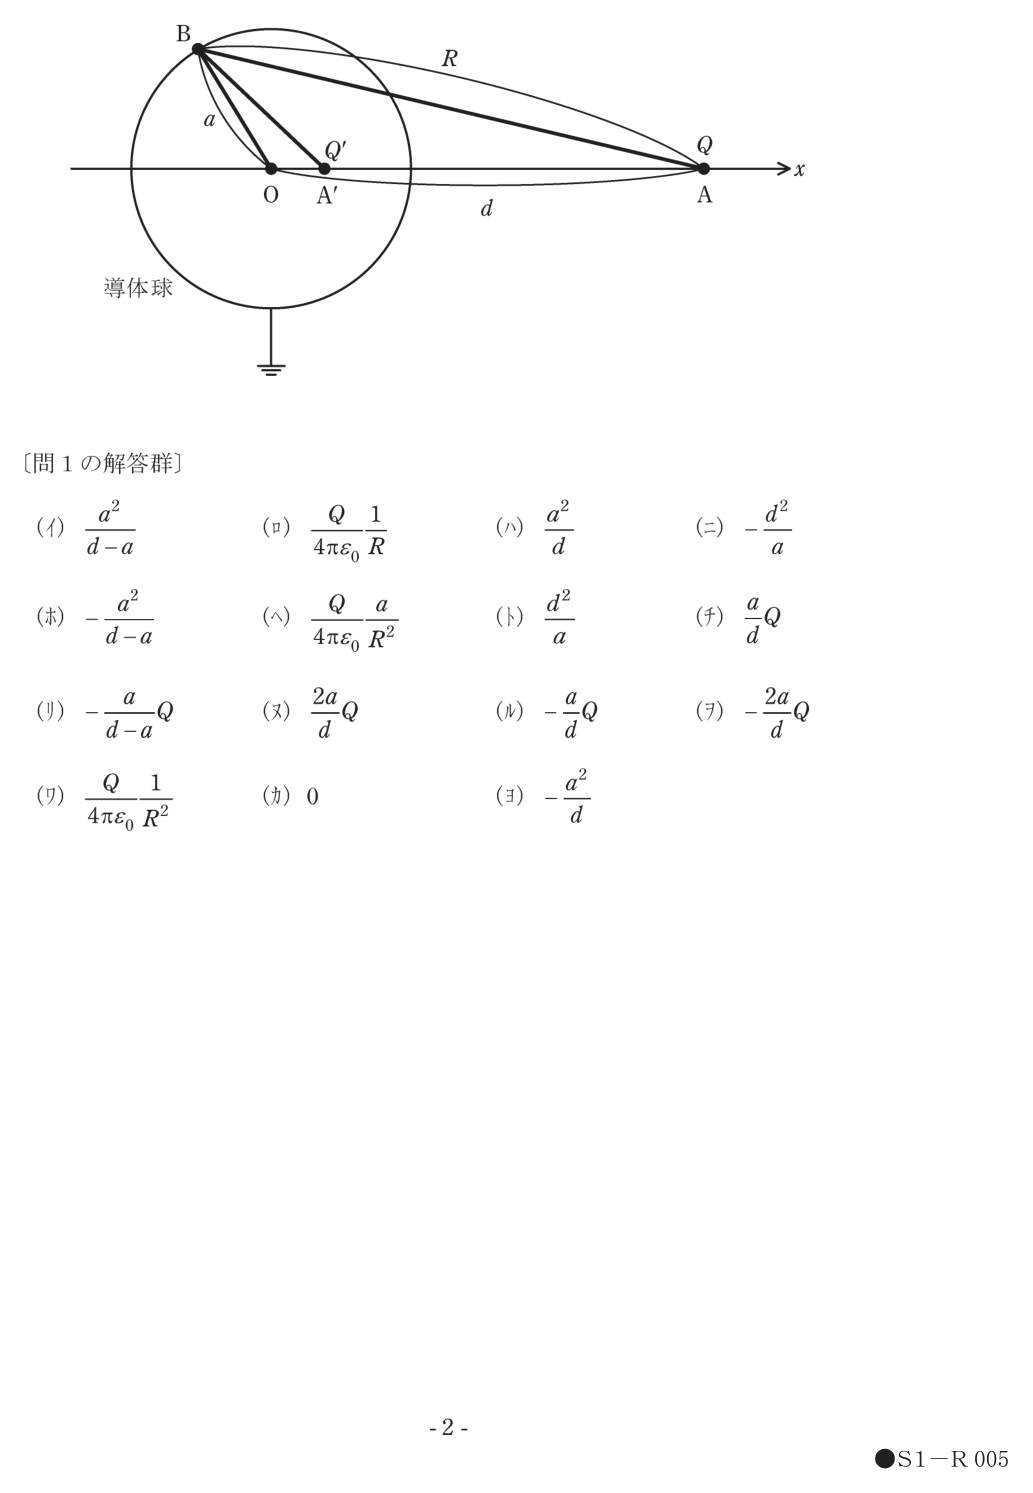 B
R
a
Q
Q′
x
O
A′
A
d
導体球
〔問1の解答群〕
(イ) a²/(d−a) (ロ) Q/(4πε₀) 1/R (ハ) a²/d (ニ) −d²/a
(ホ) −a²/(d−a) (ヘ) Q/(4πε₀) a/R² (ト) d²/a (チ) a/d Q
(リ) −a/(d−a) Q (ヌ) 2a/d Q (ル) −a/d Q (ヲ) −2a/d Q
(ワ) Q/(4πε₀) 1/R² (カ) 0 (ヨ) −a²/d
- 2 -
●S1－R 005